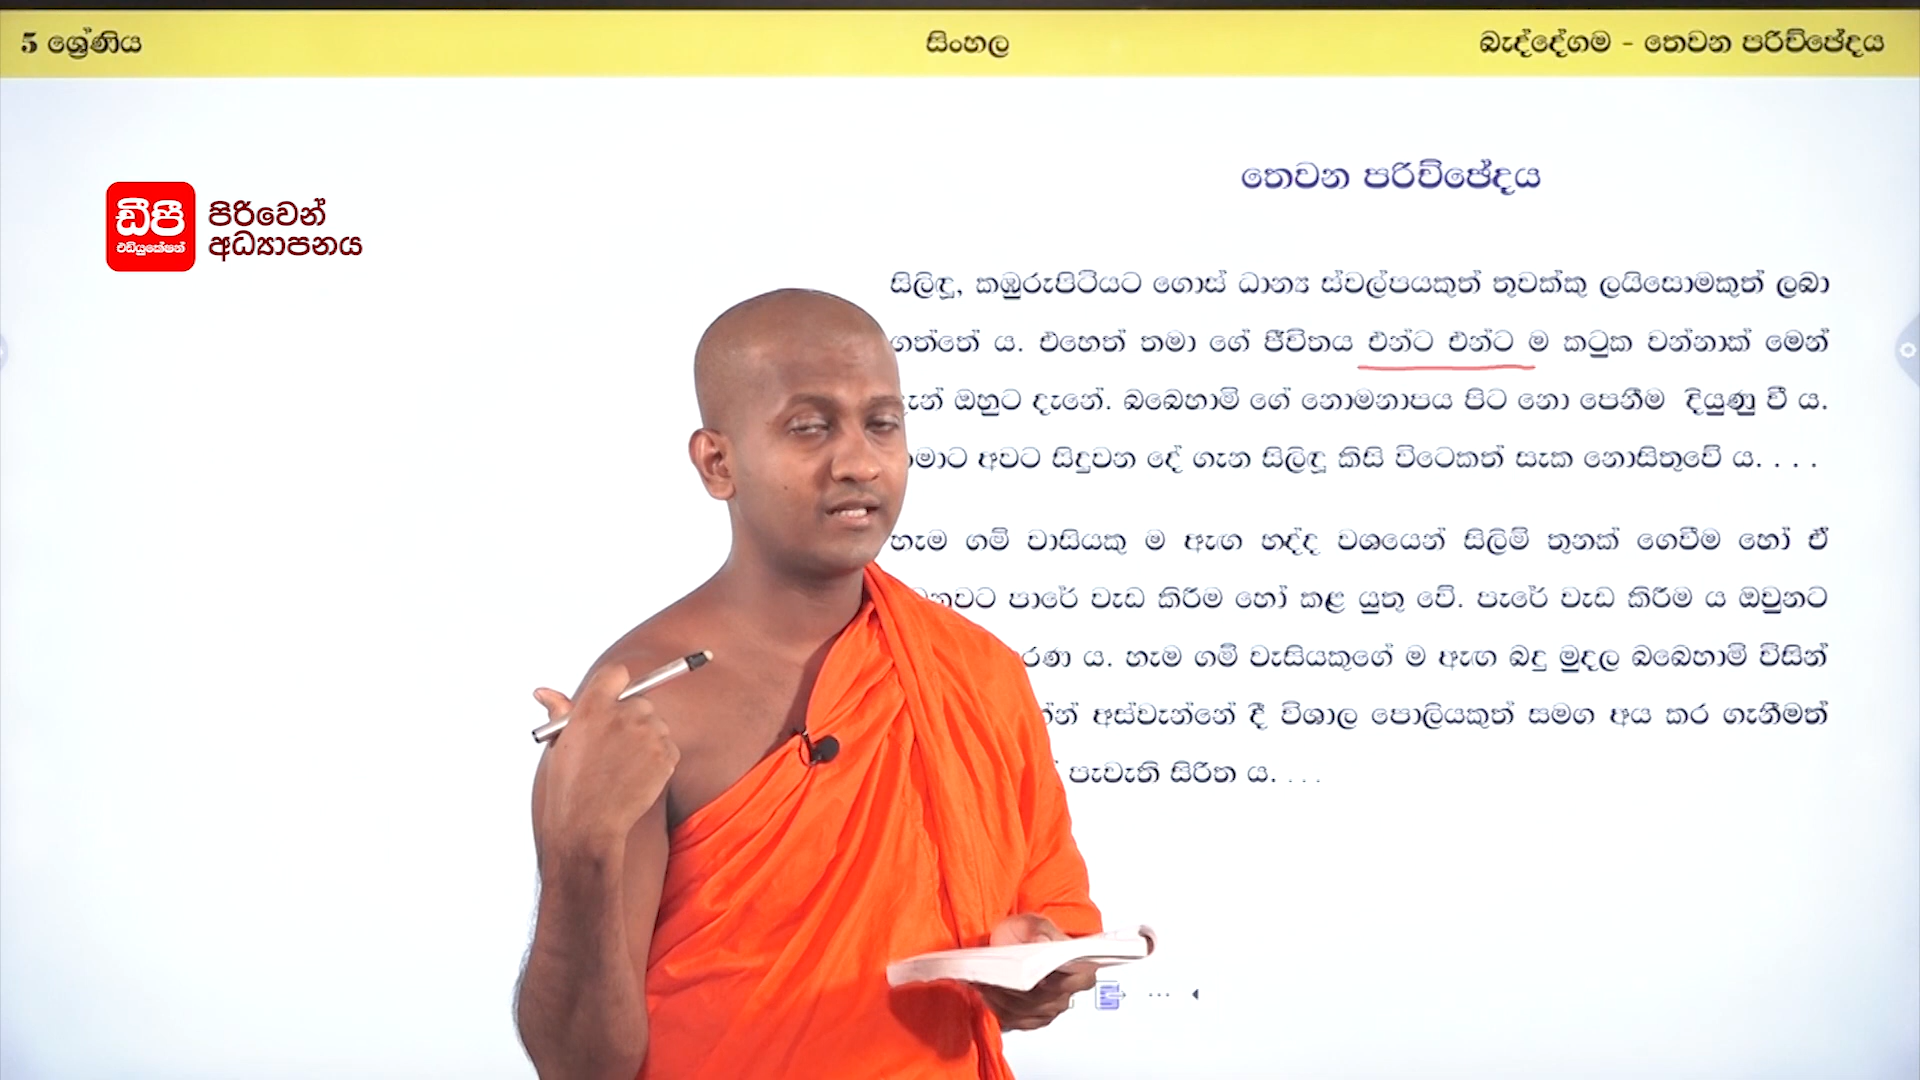 5 ශ්‍රේණිය
සිංහල
බැද්දේගම - තෙවන පරිච්ඡේදය
ඩීපී
එඩියුකේෂන්
පිරිවෙන්
අධ්‍යාපනය
තෙවන පරිච්ඡේදය
සිලිඳූ, කඹුරුපිටියට ගොස් ධාන්‍ය ස්වල්පයකුත් තුවක්කු ලයිසොමකුත් ලබා
ගත්තේ ය. එහෙත් තමා ගේ ජීවිතය එන්ට එන්ට ම කටුක වන්නාක් මෙන්
ඔහුට දැනේ. බබෙහාමි ගේ නොමනාපය පිට නො පෙනීම දියුණු වී ය.
අවට සිදුවන දේ ගැන සිලිඳූ කිසි විටෙකත් සැක නොසිතුවේ ය. . . .
හැම ගම් වාසියකු ම ඇඟ හද්ද වශයෙන් සිලිම් තුනක් ගෙවීම හෝ ඒ
පාරේ වැඩ කිරීම හෝ කළ යුතු වේ. පැරේ වැඩ කිරීම ය ඔවුනට
ය. හැම ගම් වැසියකුගේ ම ඇඟ බදු මුදල බබෙහාමි විසින්
අස්වැන්නේ දී විශාල පොලියකුත් සමග අය කර ගැනීමත්
පැවැති සිරිත ය. . . .